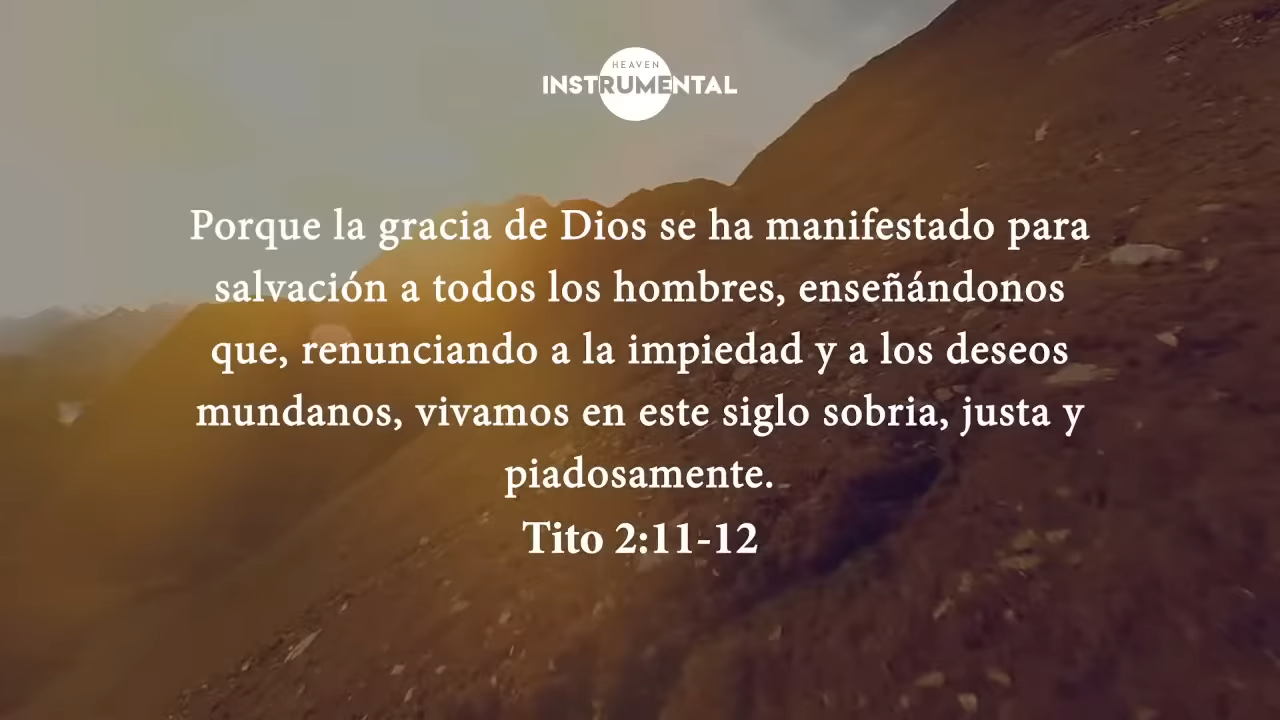 HEAVEN
INSTRUMENTAL
Porque la gracia de Dios se ha manifestado para
salvación a todos los hombres, enseñándonos
que, renunciando a la impiedad y a los deseos
mundanos, vivamos en este siglo sobria, justa y
piadosamente.
Tito 2:11-12